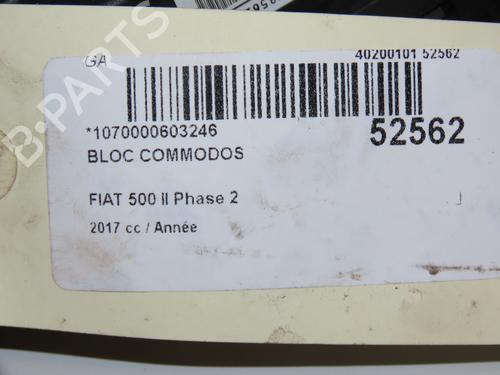 GA
40200101 52562
*1070000603246
52562
BLOC COMMODOS
FIAT 500 II Phase 2
2017 cc / Année
B-PARTS